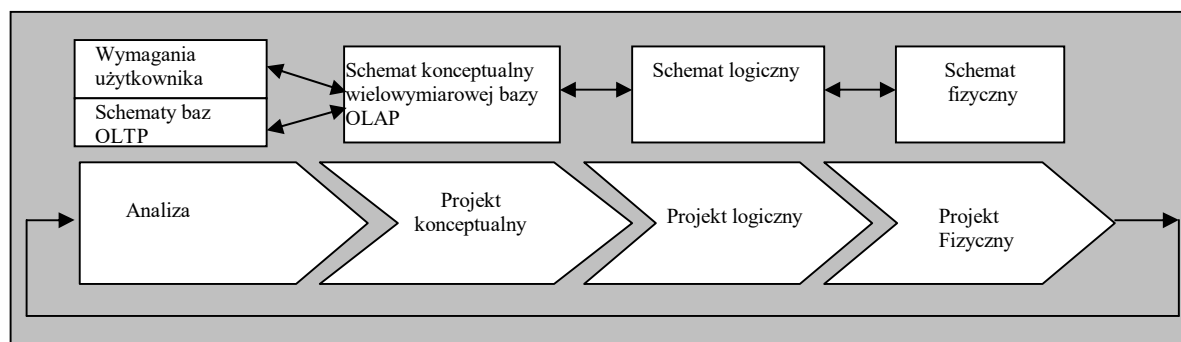 Wymagania
użytkownika
Schematy baz
OLTP
Schemat konceptualny
wielowymiarowej bazy
OLAP
Schemat logiczny
Schemat
fizyczny
Analiza
Projekt
konceptualny
Projekt logiczny
Projekt
Fizyczny